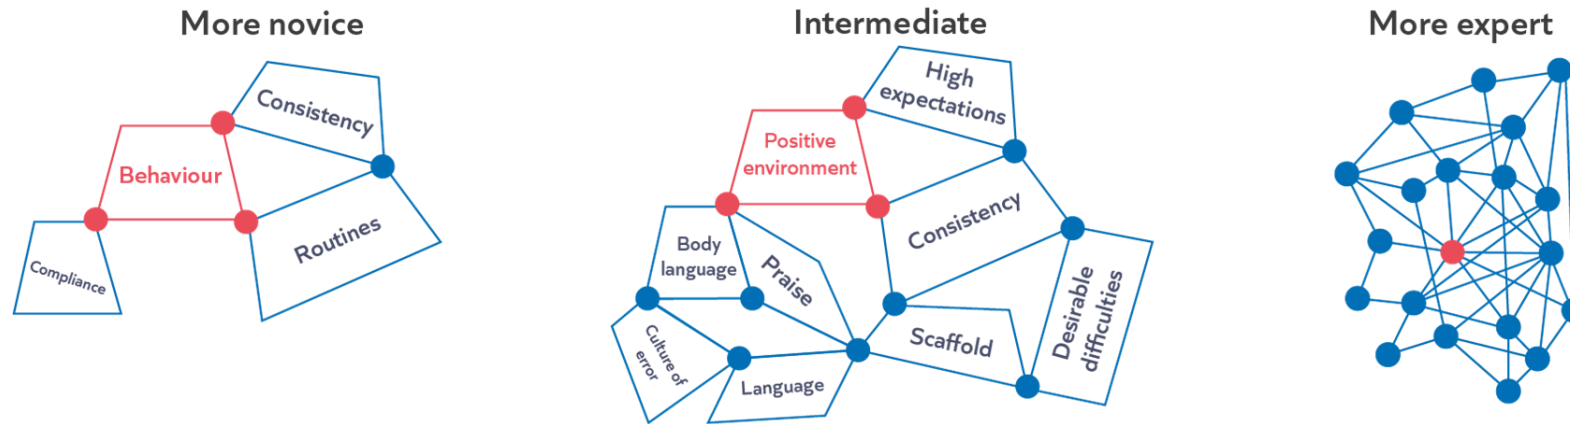 More novice
Consistency
Behaviour
Routines
Compliance
Intermediate
High
expectations
Positive
environment
Consistency
Body
language
Praise
Desirable
difficulties
Scaffold
Culture of
error
Language
More expert